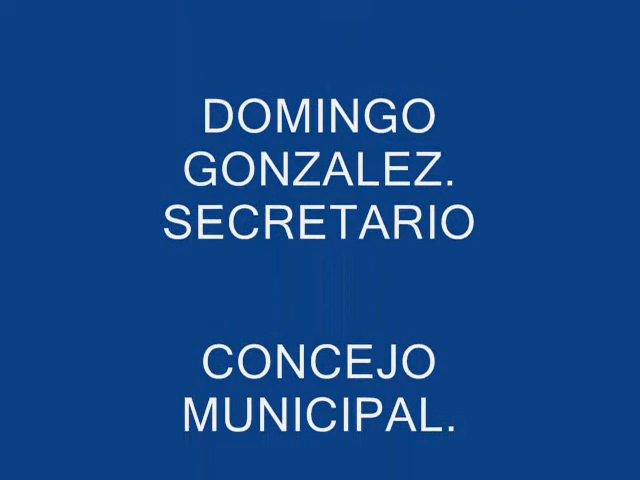 DOMINGO
GONZALEZ.
SECRETARIO
CONCEJO
MUNICIPAL.